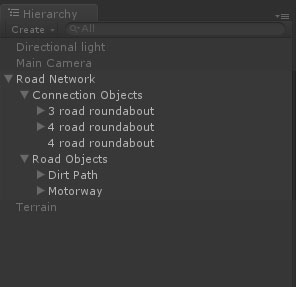 Hierarchy
Create All
Directional light
Main Camera
Road Network
Connection Objects
3 road roundabout
4 road roundabout
4 road roundabout
Road Objects
Dirt Path
Motorway
Terrain